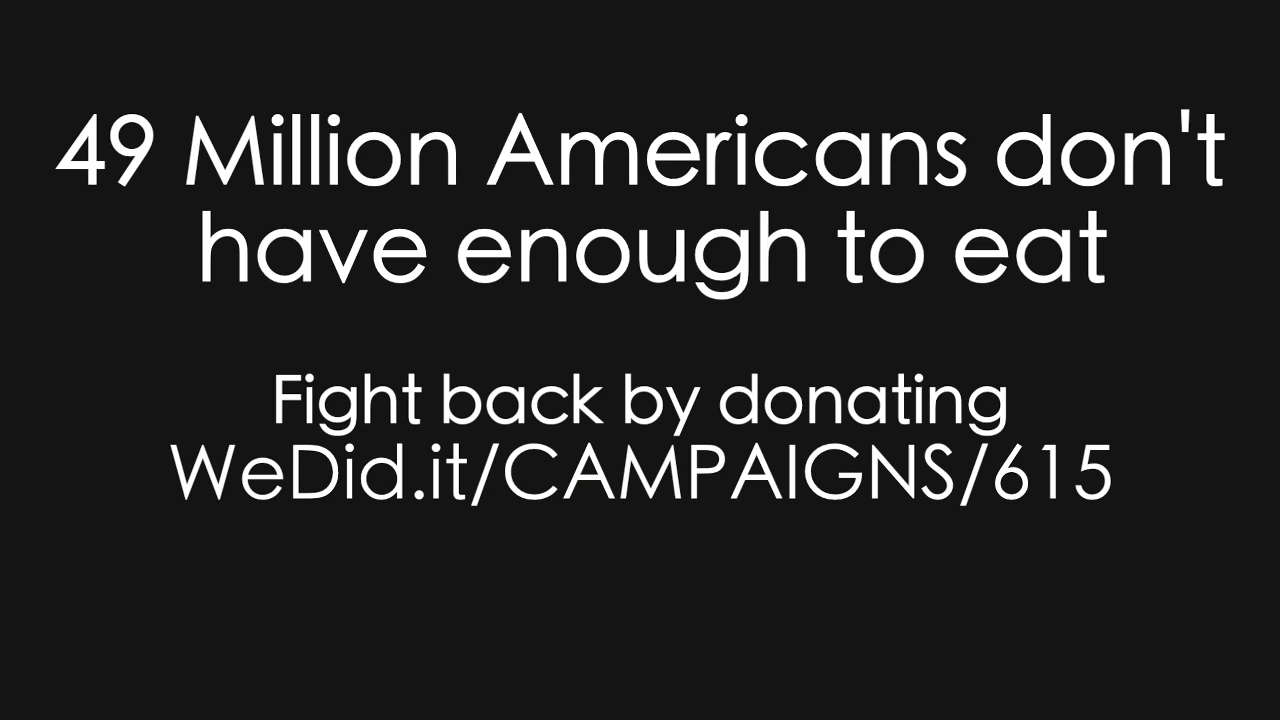 49 Million Americans don't
have enough to eat
Fight back by donating
WeDid.it/CAMPAIGNS/615